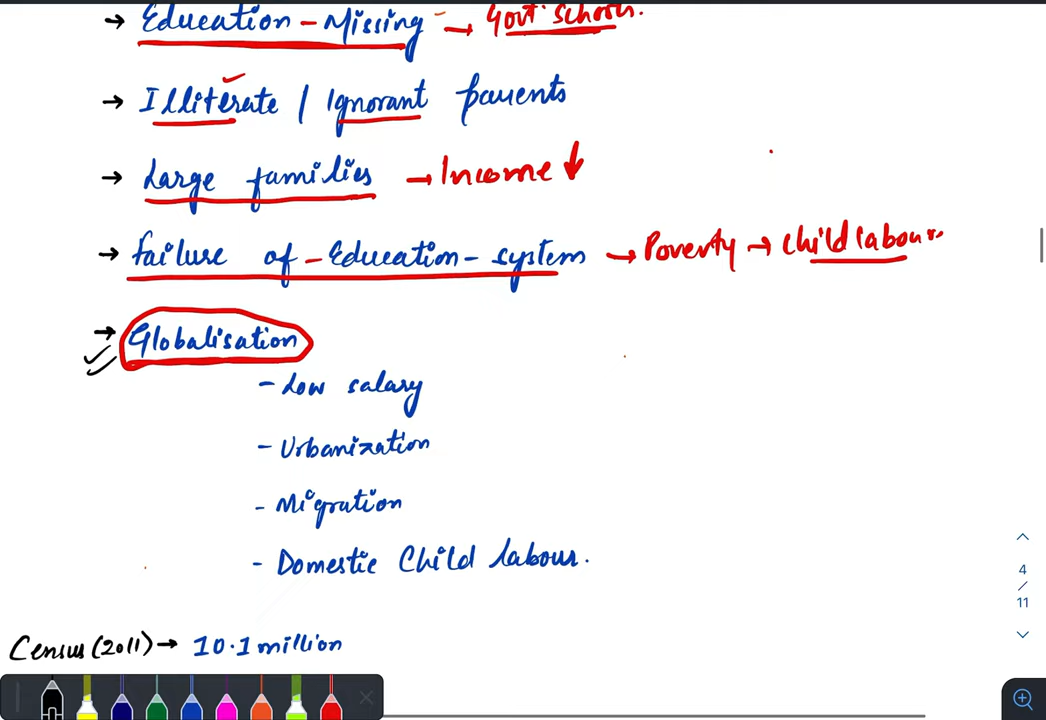 → Education - Missing → Govt schools.
→ Illiterate / Ignorant parents
→ Large families → Income ↓
→ failure of - Education - system → Poverty → child labour.
→ Globalisation
- Low salary
- Urbanization
- Migration
- Domestic Child labour.
Census (2011) → 10.1 million
4
/
11